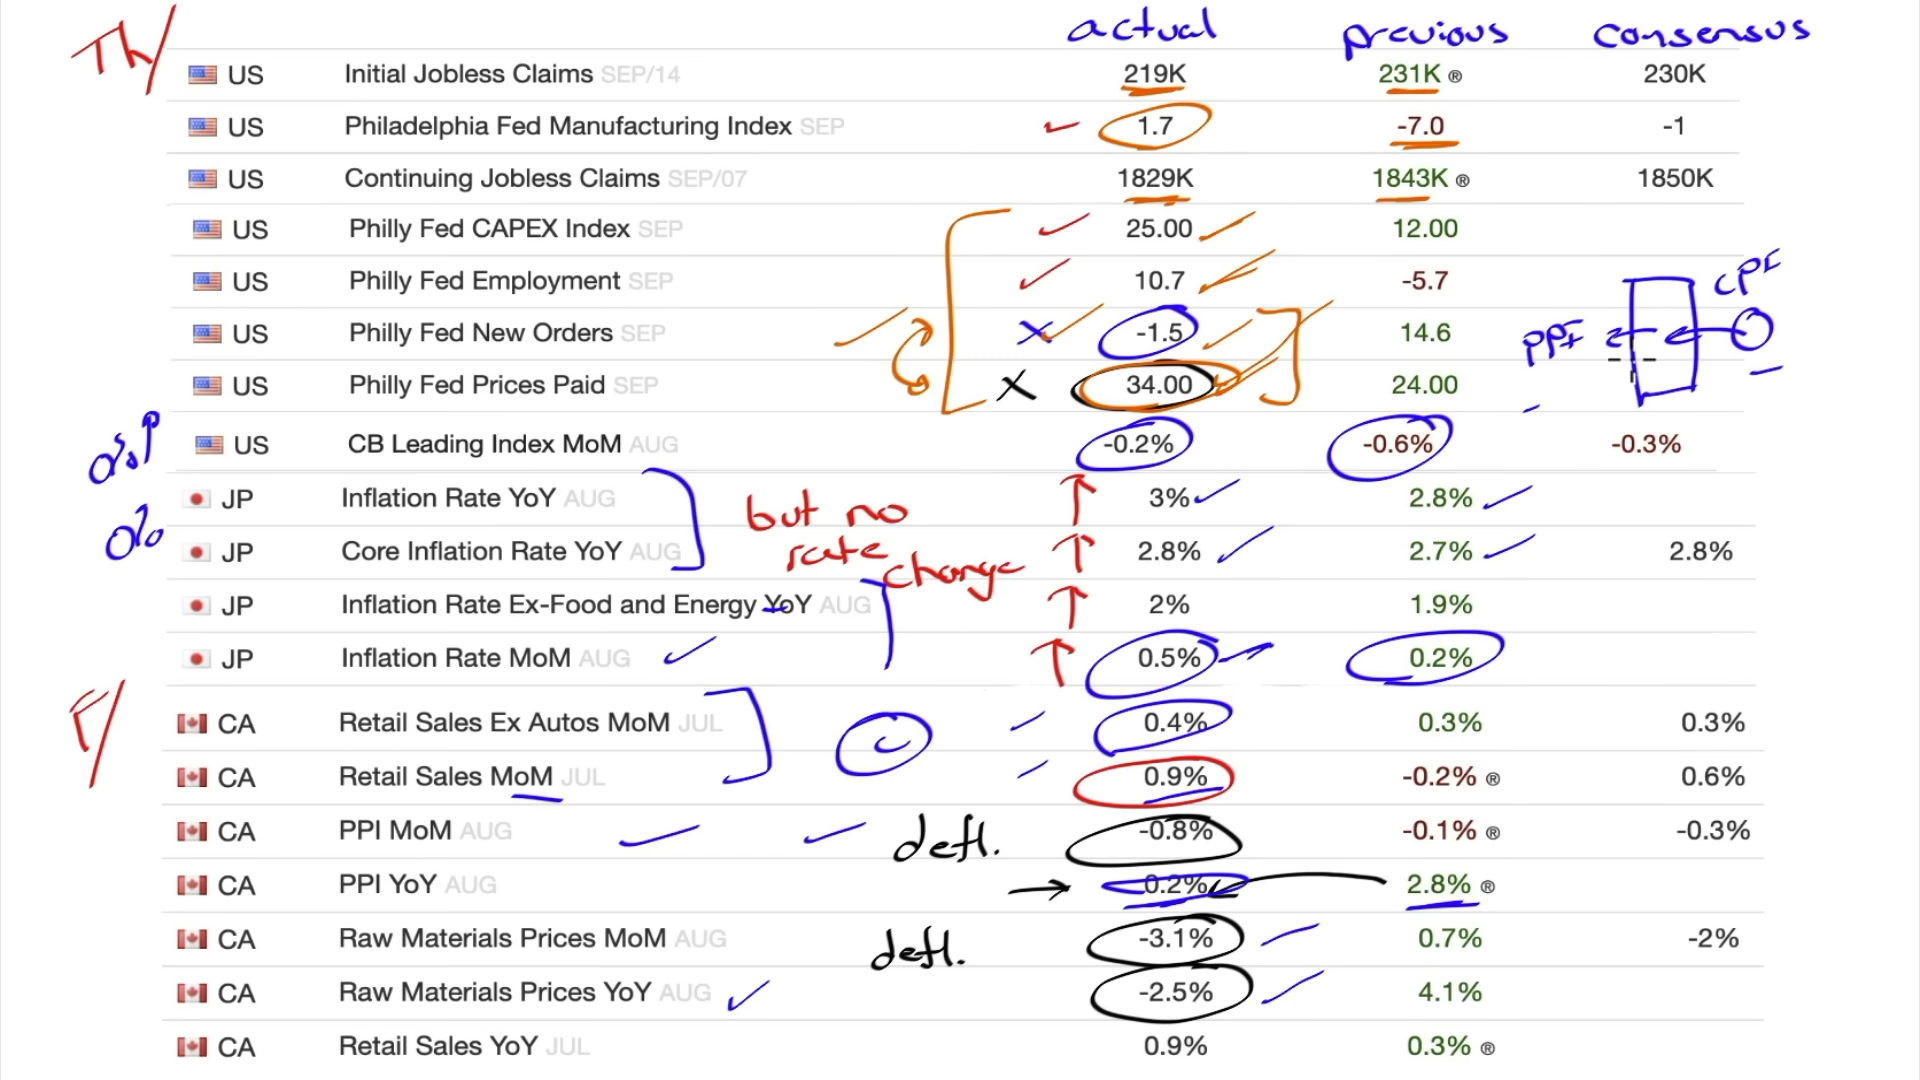 Th/ actual previous consensus
US Initial Jobless Claims SEP/14 219K 231K ® 230K
US Philadelphia Fed Manufacturing Index SEP 1.7 -7.0 -1
US Continuing Jobless Claims SEP/07 1829K 1843K ® 1850K
US Philly Fed CAPEX Index SEP 25.00 12.00
US Philly Fed Employment SEP 10.7 -5.7
CPI
US Philly Fed New Orders SEP -1.5 14.6
PPI
US Philly Fed Prices Paid SEP 34.00 24.00
US CB Leading Index MoM AUG -0.2% -0.6% -0.3%
JP Inflation Rate YoY AUG 3% 2.8%
but no
rate
change
JP Core Inflation Rate YoY AUG 2.8% 2.7% 2.8%
JP Inflation Rate Ex-Food and Energy YoY AUG 2% 1.9%
JP Inflation Rate MoM AUG 0.5% 0.2%
F/
CA Retail Sales Ex Autos MoM JUL 0.4% 0.3% 0.3%
CA Retail Sales MoM JUL 0.9% -0.2% ® 0.6%
CA PPI MoM AUG defl. -0.8% -0.1% ® -0.3%
CA PPI YoY AUG 0.2% 2.8% ®
CA Raw Materials Prices MoM AUG defl. -3.1% 0.7% -2%
CA Raw Materials Prices YoY AUG -2.5% 4.1%
CA Retail Sales YoY JUL 0.9% 0.3% ®